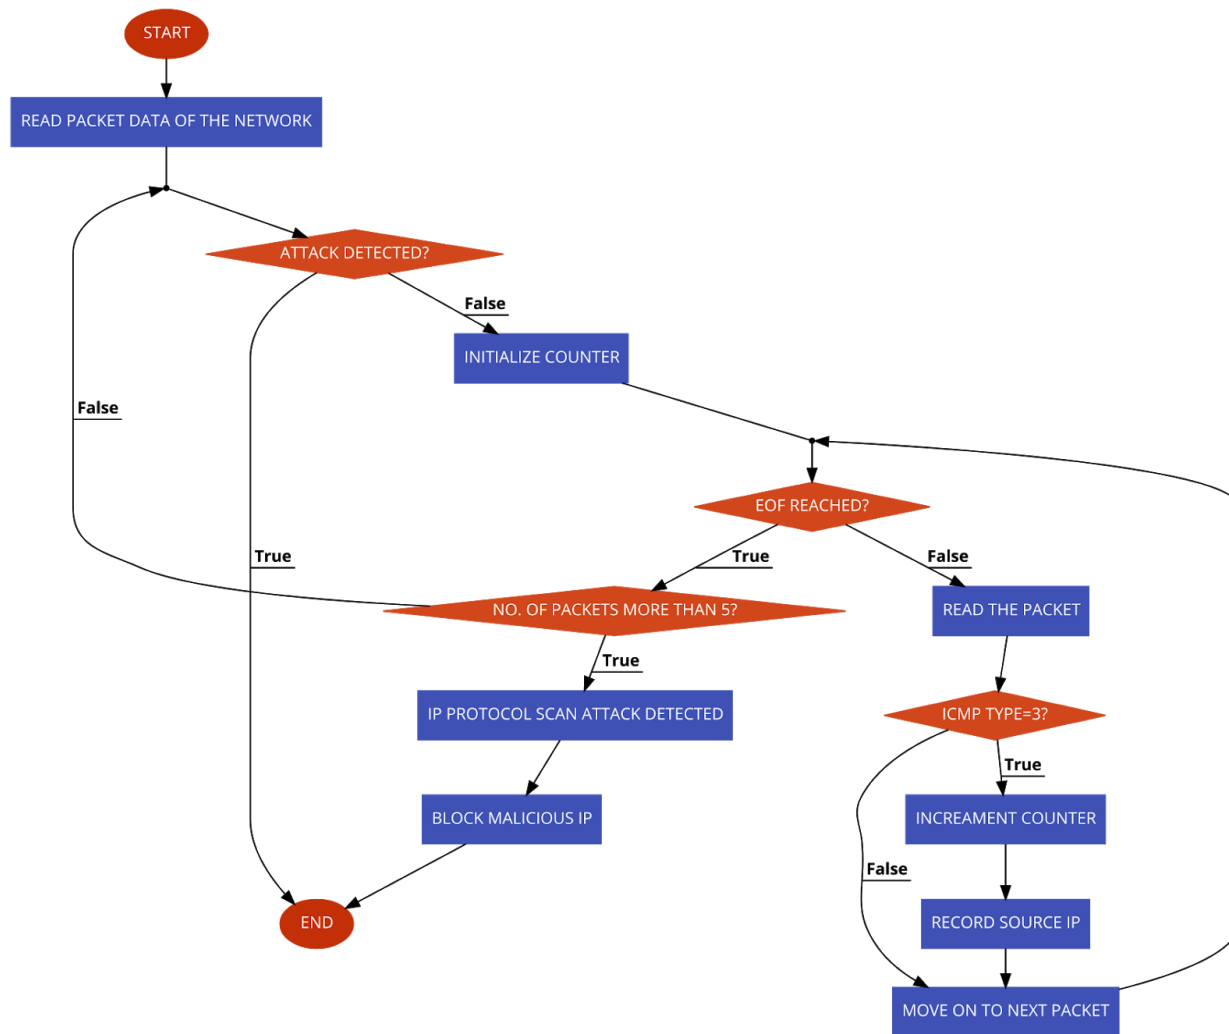 START
READ PACKET DATA OF THE NETWORK
ATTACK DETECTED?
False
INITIALIZE COUNTER
False
EOF REACHED?
True
True
False
NO. OF PACKETS MORE THAN 5?
READ THE PACKET
True
IP PROTOCOL SCAN ATTACK DETECTED
ICMP TYPE=3?
True
BLOCK MALICIOUS IP
INCREAMENT COUNTER
False
END
RECORD SOURCE IP
MOVE ON TO NEXT PACKET